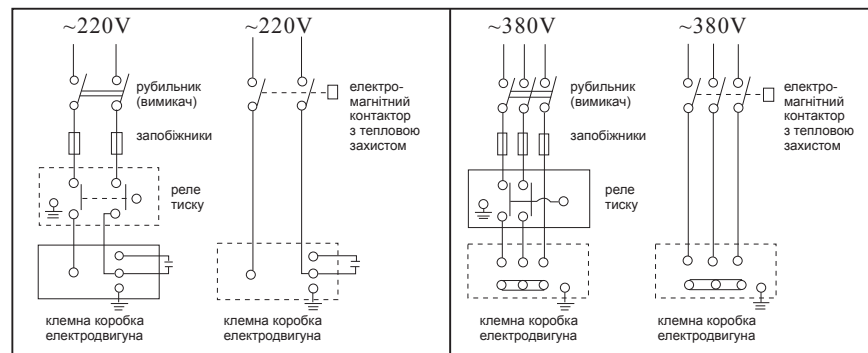 ~220V
~220V
рубильник
(вимикач)
електро-
магнітний
контактор
з тепловою
захистом
запобіжники
реле
тиску
клемна коробка
електродвигуна
клемна коробка
електродвигуна
~380V
~380V
рубильник
(вимикач)
електро-
магнітний
контактор
з тепловою
захистом
запобіжники
реле
тиску
клемна коробка
електродвигуна
клемна коробка
електродвигуна